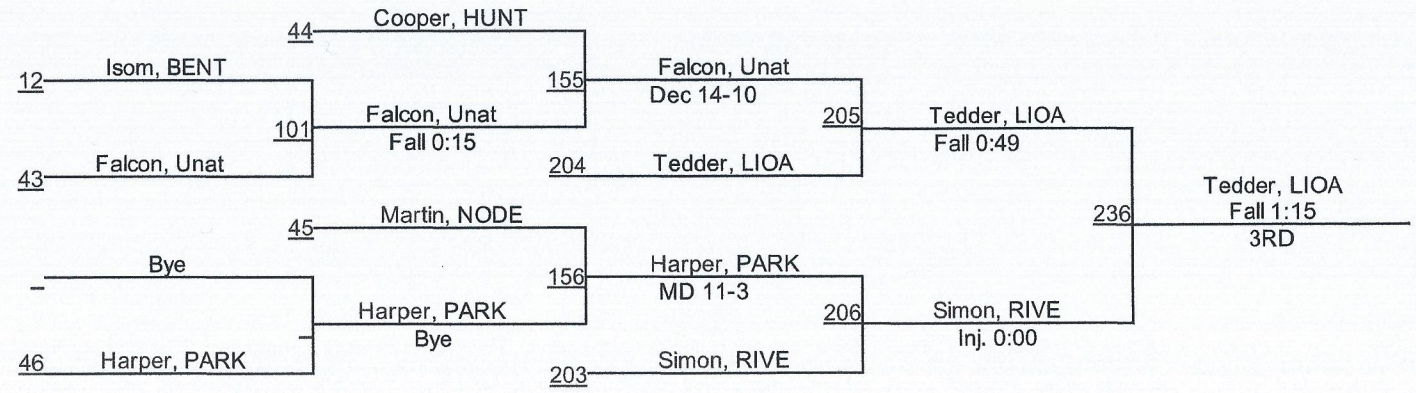 44 Cooper, HUNT
12 Isom, BENT
155 Falcon, Unat
Dec 14-10
101 Falcon, Unat
Fall 0:15
205 Tedder, LIOA
Fall 0:49
43 Falcon, Unat
204 Tedder, LIOA
Tedder, LIOA
236 Fall 1:15
3RD
45 Martin, NODE
Bye
156 Harper, PARK
MD 11-3
Harper, PARK
Bye
206 Simon, RIVE
Inj. 0:00
46 Harper, PARK
203 Simon, RIVE